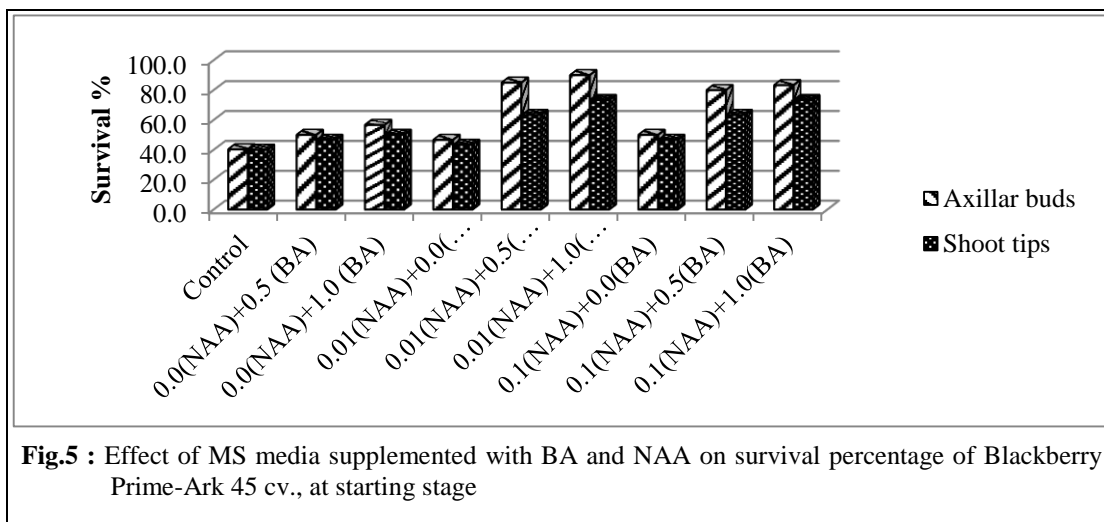 100.0
80.0
60.0
40.0
20.0
0.0
Survival %
Control
0.0(NAA)+0.5 (BA)
0.0(NAA)+1.0 (BA)
0.01(NAA)+0.0(…
0.01(NAA)+0.5(…
0.01(NAA)+1.0(…
0.1(NAA)+0.0(BA)
0.1(NAA)+0.5(BA)
0.1(NAA)+1.0(BA)
Axillar buds
Shoot tips
Fig.5 : Effect of MS media supplemented with BA and NAA on survival percentage of Blackberry
Prime-Ark 45 cv., at starting stage